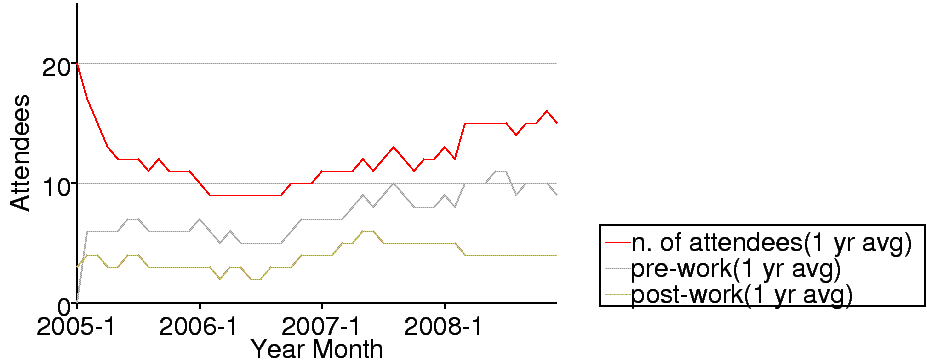 20
10
0
Attendees
2005-1 2006-1 2007-1 2008-1
Year Month
n. of attendees(1 yr avg)
pre-work(1 yr avg)
post-work(1 yr avg)